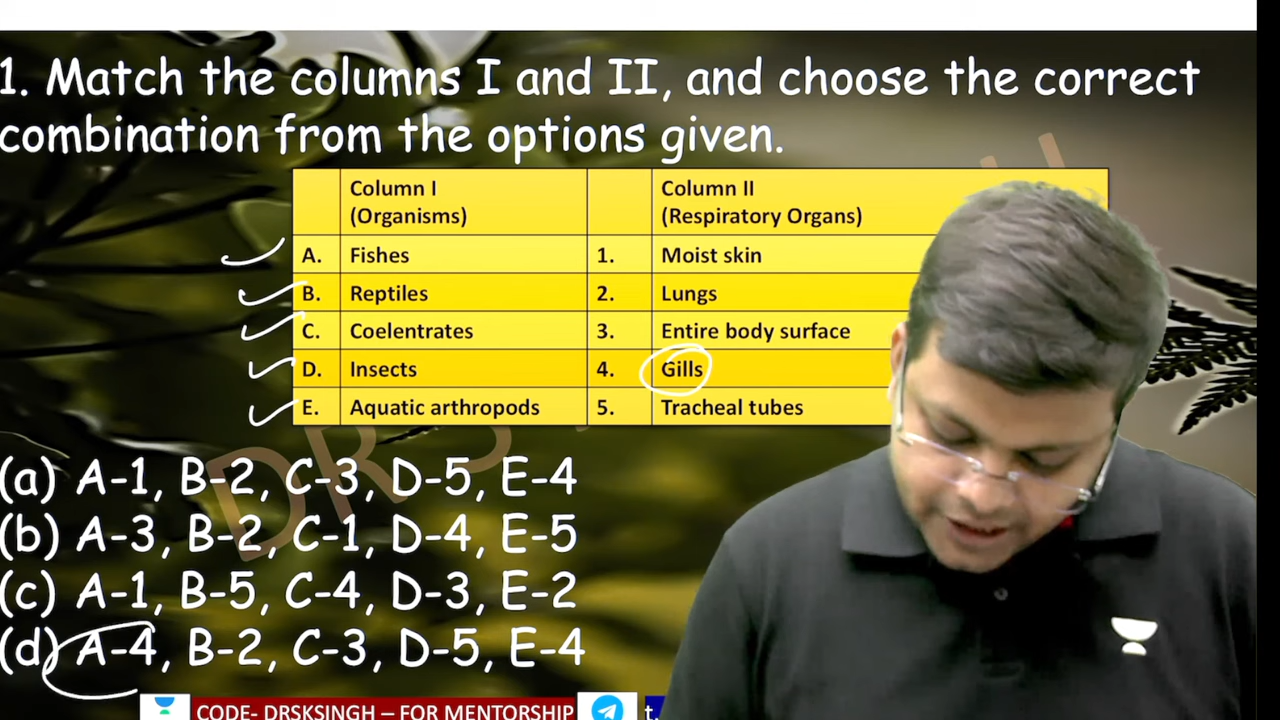 1. Match the columns I and II, and choose the correct
combination from the options given.
Column I
(Organisms)
Column II
(Respiratory Organs)
A. Fishes 1. Moist skin
B. Reptiles 2. Lungs
C. Coelentrates 3. Entire body surface
D. Insects 4. Gills
E. Aquatic arthropods 5. Tracheal tubes
(a) A-1, B-2, C-3, D-5, E-4
(b) A-3, B-2, C-1, D-4, E-5
(c) A-1, B-5, C-4, D-3, E-2
(d) A-4, B-2, C-3, D-5, E-4
CODE- DRSKSINGH – FOR MENTORSHIP t.